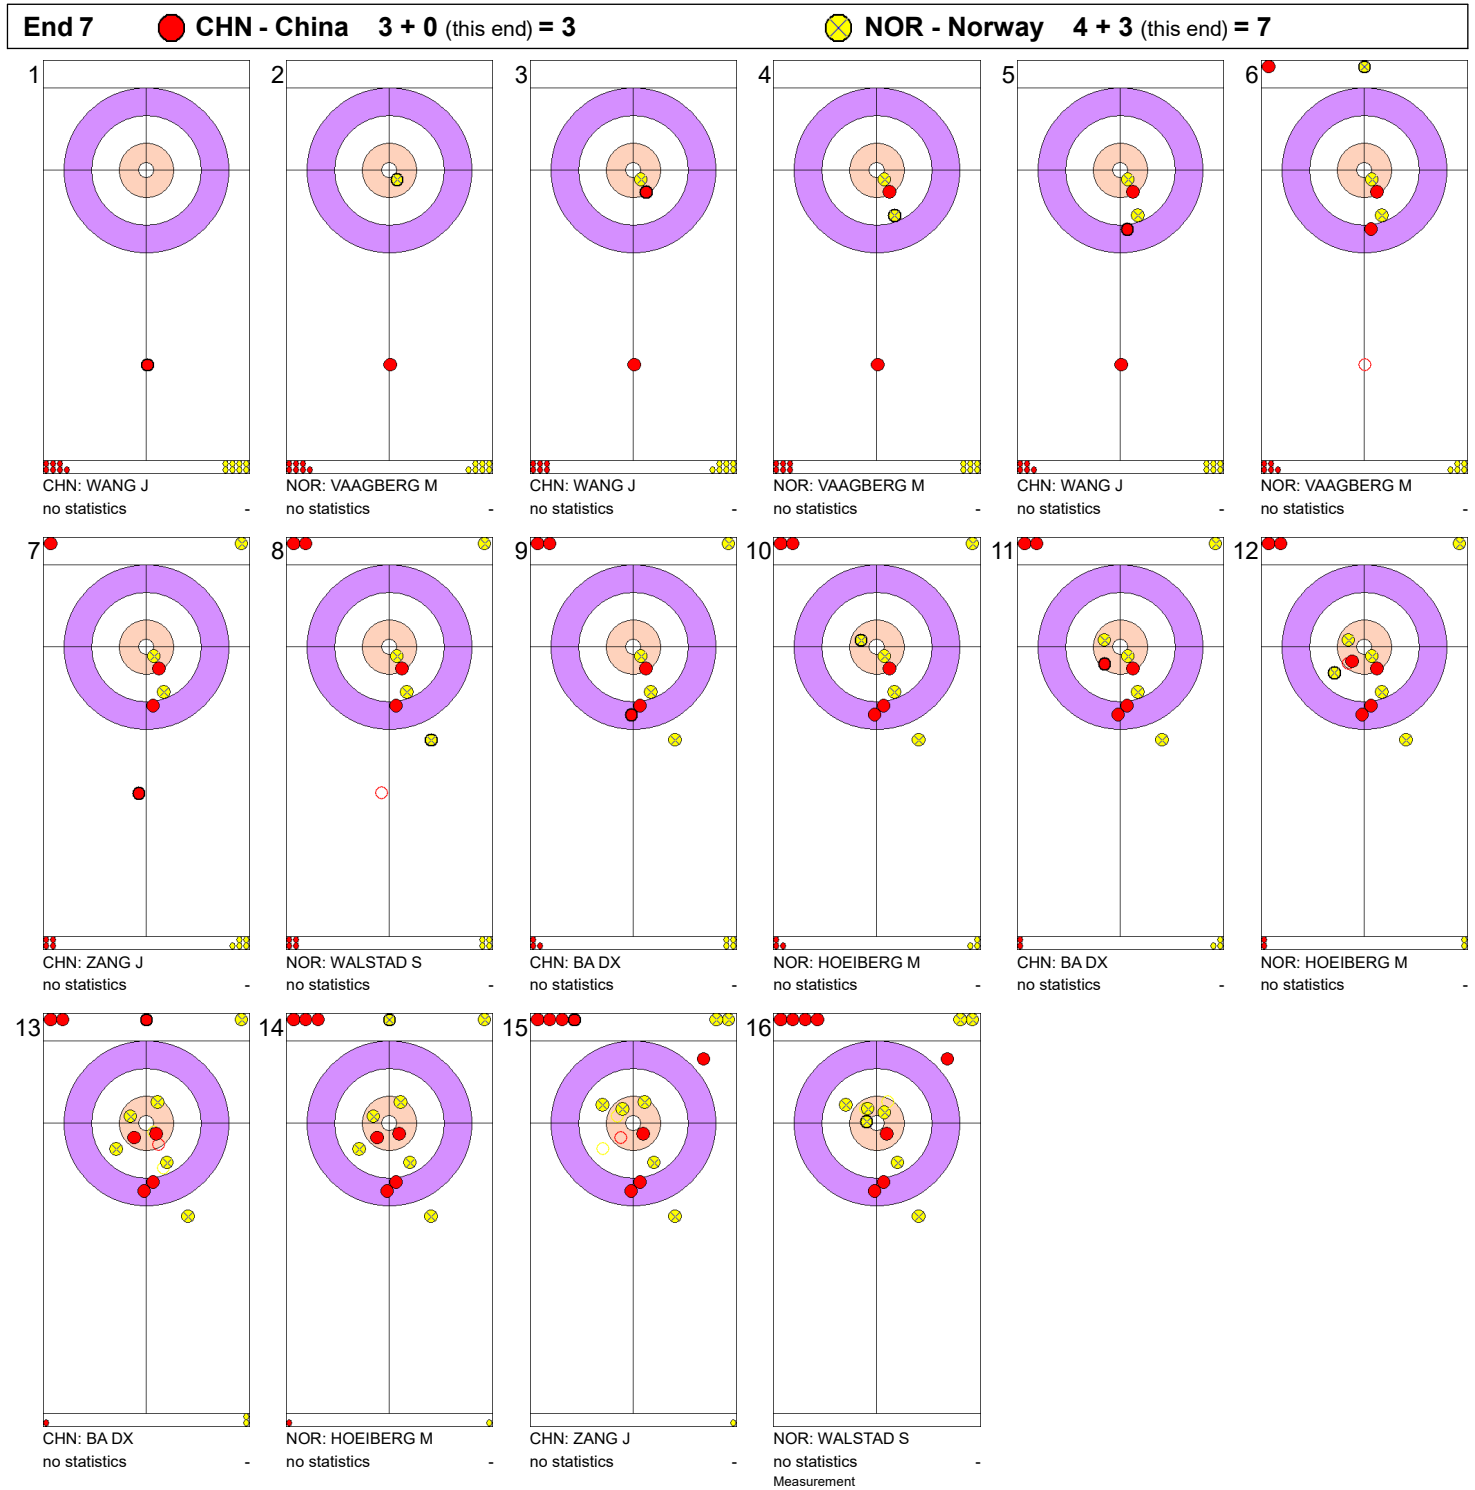 End 7 CHN - China 3 + 0 (this end) = 3 NOR - Norway 4 + 3 (this end) = 7
1 2 3 4 5 6
CHN: WANG J NOR: VAAGBERG M CHN: WANG J NOR: VAAGBERG M CHN: WANG J NOR: VAAGBERG M
no statistics - no statistics - no statistics - no statistics - no statistics - no statistics -
7 8 9 10 11 12
CHN: ZANG J NOR: WALSTAD S CHN: BA DX NOR: HOEIBERG M CHN: BA DX NOR: HOEIBERG M
no statistics - no statistics - no statistics - no statistics - no statistics - no statistics -
13 14 15 16
CHN: BA DX NOR: HOEIBERG M CHN: ZANG J NOR: WALSTAD S
no statistics - no statistics - no statistics - no statistics -
Measurement